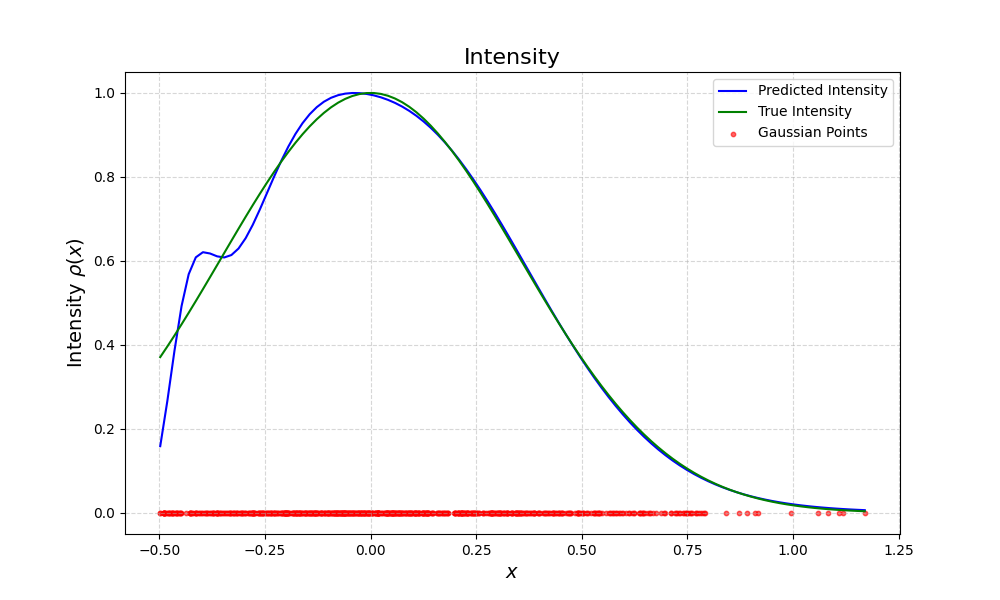 Intensity
Predicted Intensity
True Intensity
Gaussian Points
Intensity ρ(x)
1.0
0.8
0.6
0.4
0.2
0.0
−0.50 −0.25 0.00 0.25 0.50 0.75 1.00 1.25
x